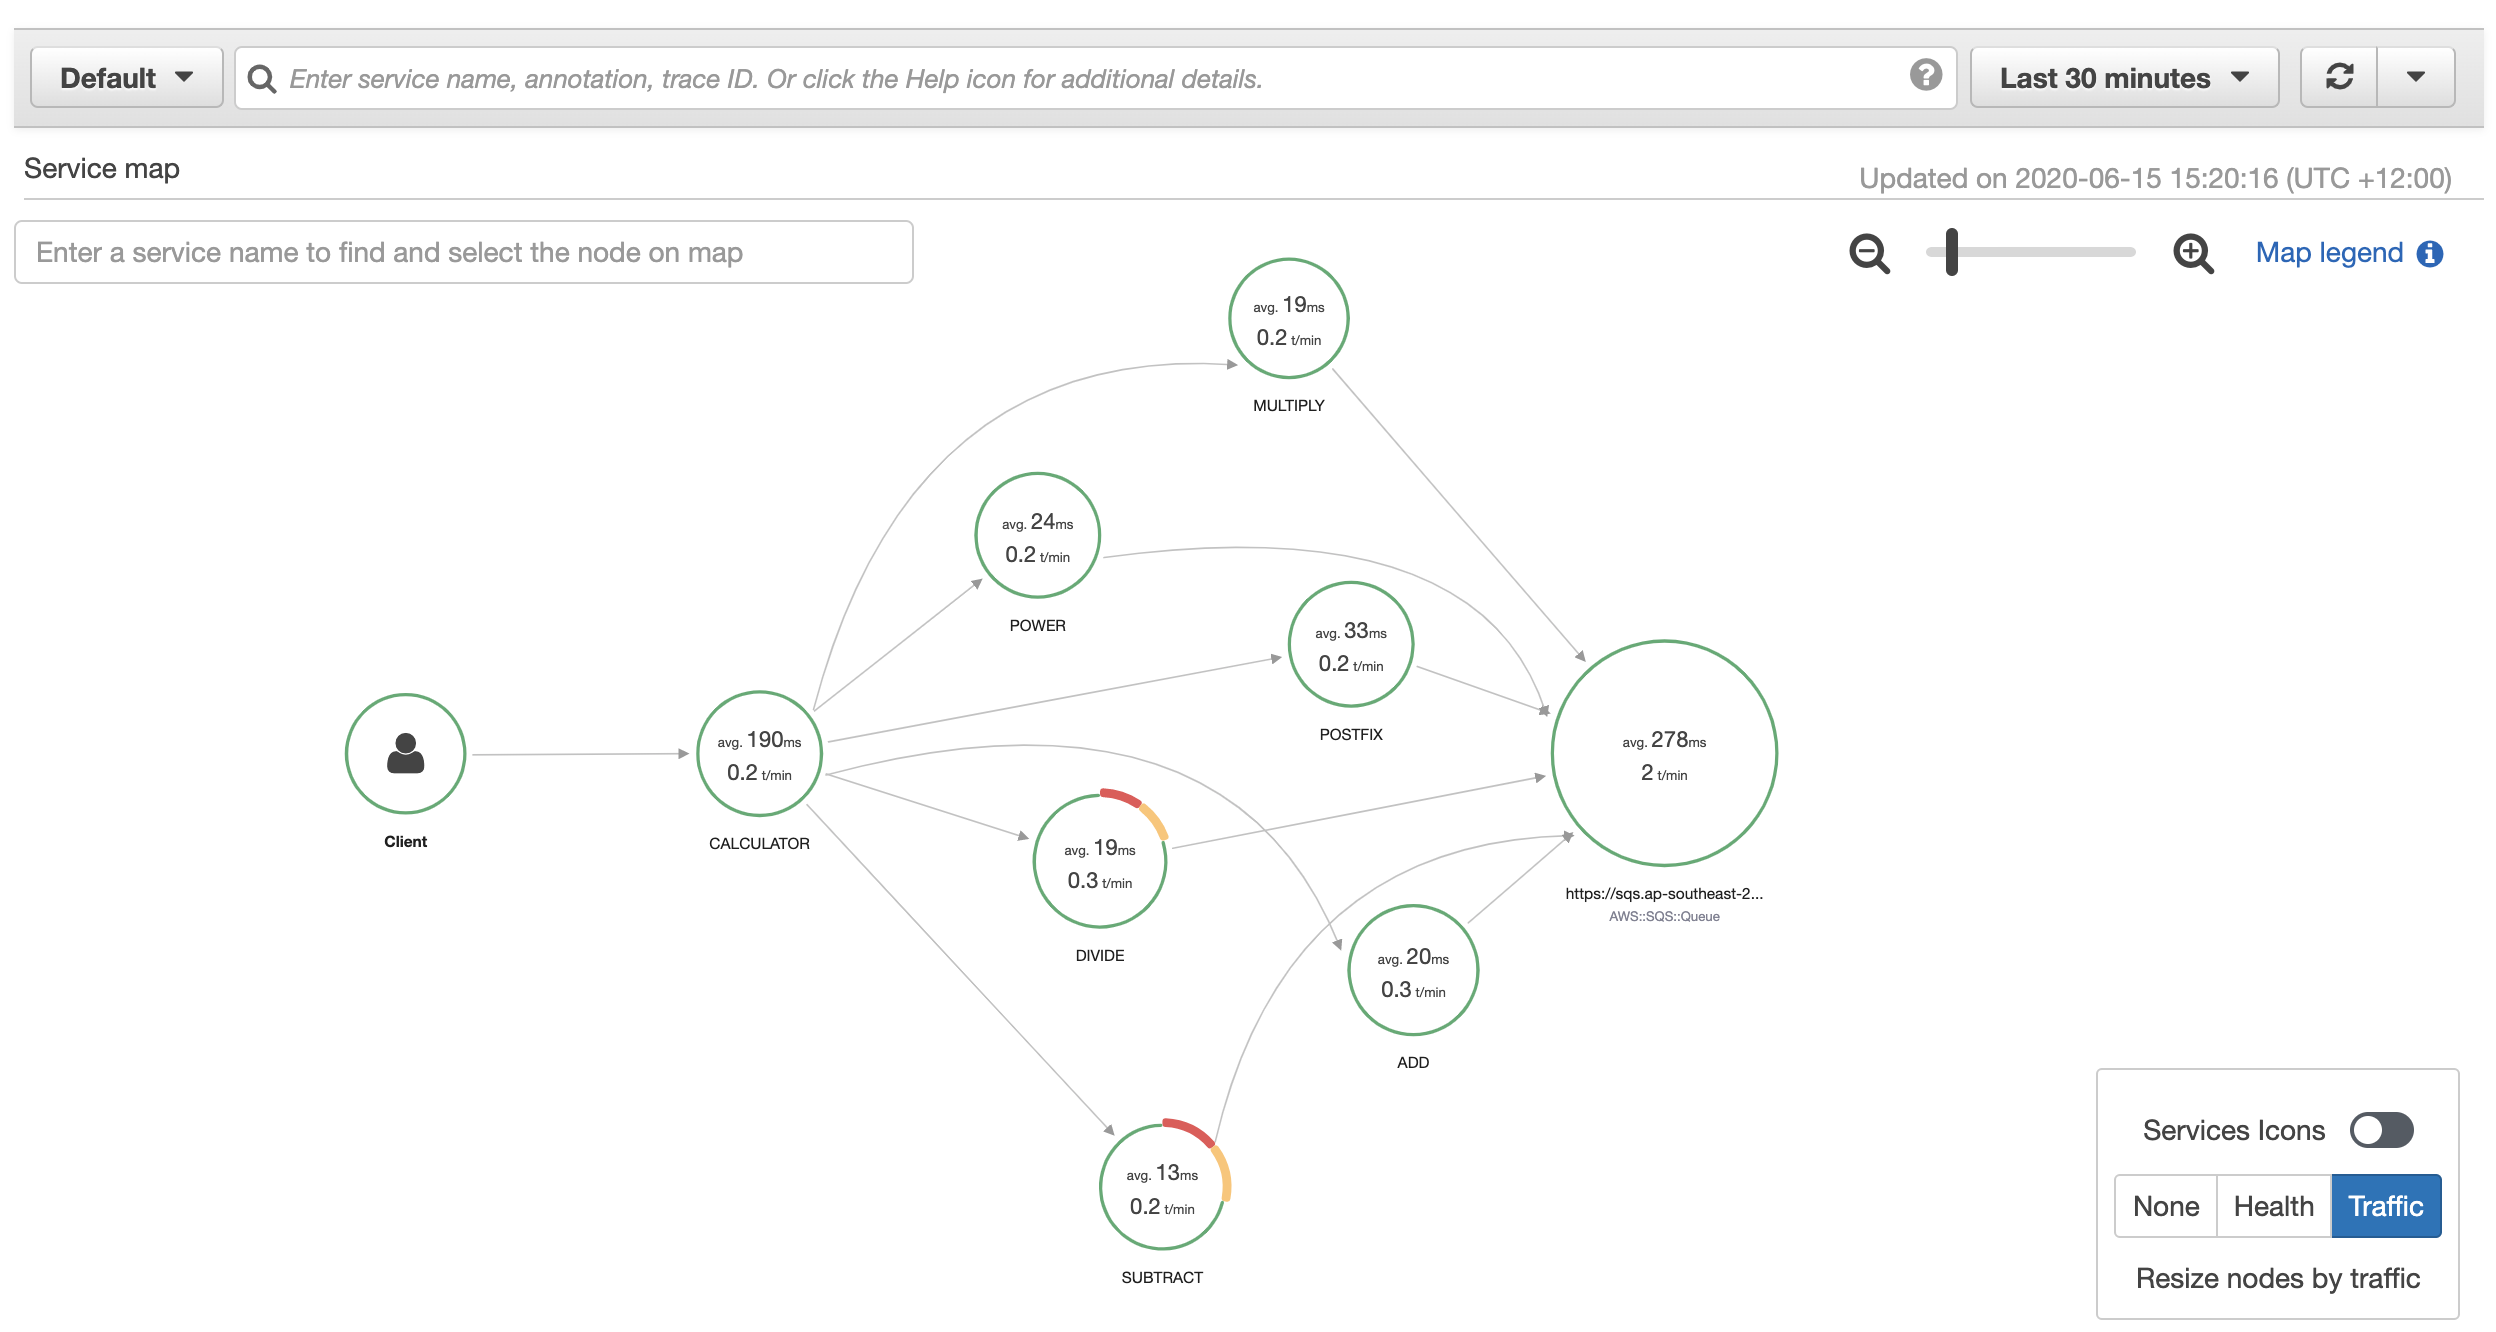 Default
Enter service name, annotation, trace ID. Or click the Help icon for additional details.
?
Last 30 minutes
Service map
Updated on 2020-06-15 15:20:16 (UTC +12:00)
Enter a service name to find and select the node on map
Map legend i
avg. 19ms
0.2 t/min
MULTIPLY
avg. 24ms
0.2 t/min
POWER
avg. 33ms
0.2 t/min
POSTFIX
Client
avg. 190ms
0.2 t/min
CALCULATOR
avg. 278ms
2 t/min
https://sqs.ap-southeast-2...
AWS::SQS::Queue
avg. 19ms
0.3 t/min
DIVIDE
avg. 20ms
0.3 t/min
ADD
avg. 13ms
0.2 t/min
SUBTRACT
Services Icons
None Health Traffic
Resize nodes by traffic